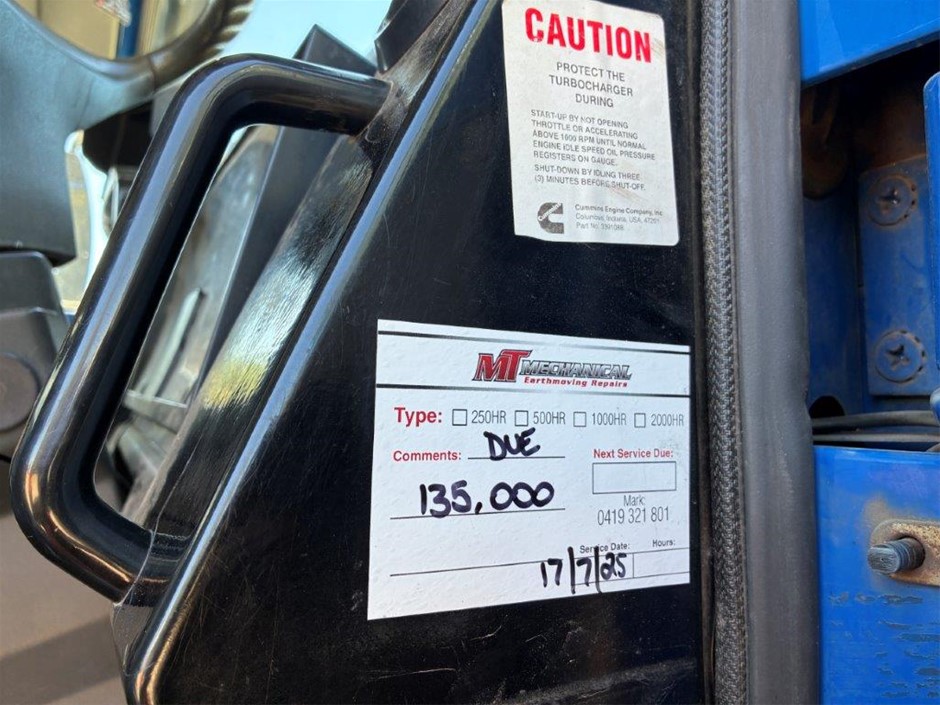 CAUTION
PROTECT THE
TURBOCHARGER
DURING
START-UP BY NOT OPENING
THROTTLE OR ACCELERATING
ABOVE 1000 RPM UNTIL NORMAL
ENGINE IDLE SPEED OIL PRESSURE
REGISTERS ON GAUGE.
SHUT-DOWN BY IDLING THREE
(3) MINUTES BEFORE SHUT-OFF.
Cummins Engine Company, Inc.
Columbus, Indiana, USA, 47201
Part No.
MT MECHANICAL
Earthmoving Repairs
Type: 250HR 500HR 1000HR 2000HR
Comments: DUE
135,000
Next Service Due:
Mark:
0419 321 801
Service Date: Hours:
17/7/25